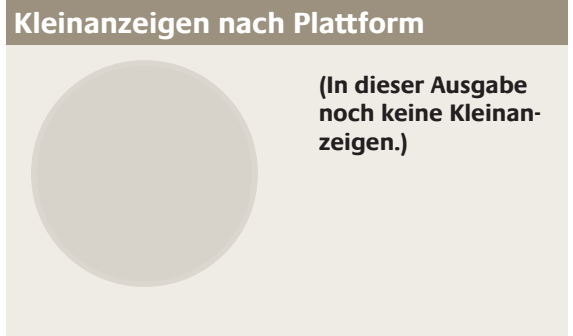 Kleinanzeigen nach Plattform
(In dieser Ausgabe
noch keine Kleinan-
zeigen.)